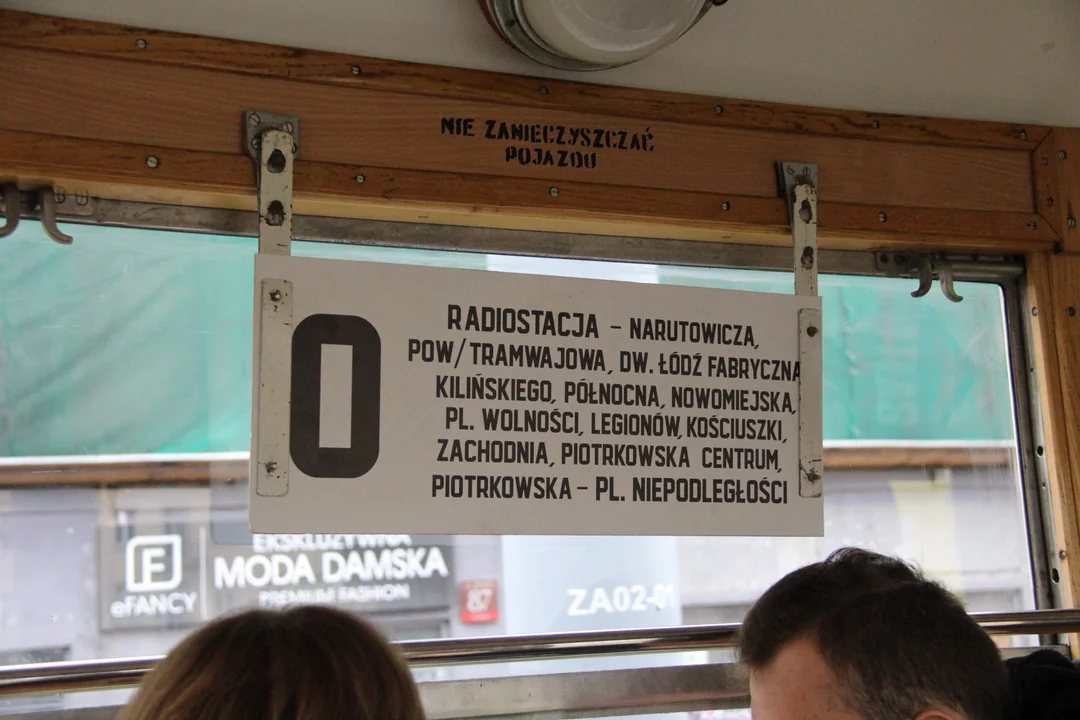 NIE ZANIECZYSZCZAĆ
POJAZDU
0
RADIOSTACJA – NARUTOWICZA,
POW/TRAMWAJOWA, DW. ŁÓDŹ FABRYCZNA
KILIŃSKIEGO, PÓŁNOCNA, NOWOMIEJSKA,
PL. WOLNOŚCI, LEGIONÓW, KOŚCIUSZKI,
ZACHODNIA, PIOTRKOWSKA CENTRUM,
PIOTRKOWSKA – PL. NIEPODLEGŁOŚCI
EKSKLUZYWNA
MODA DAMSKA
PREMIUM FASHION
F
eFANCY
87
ZA02-01